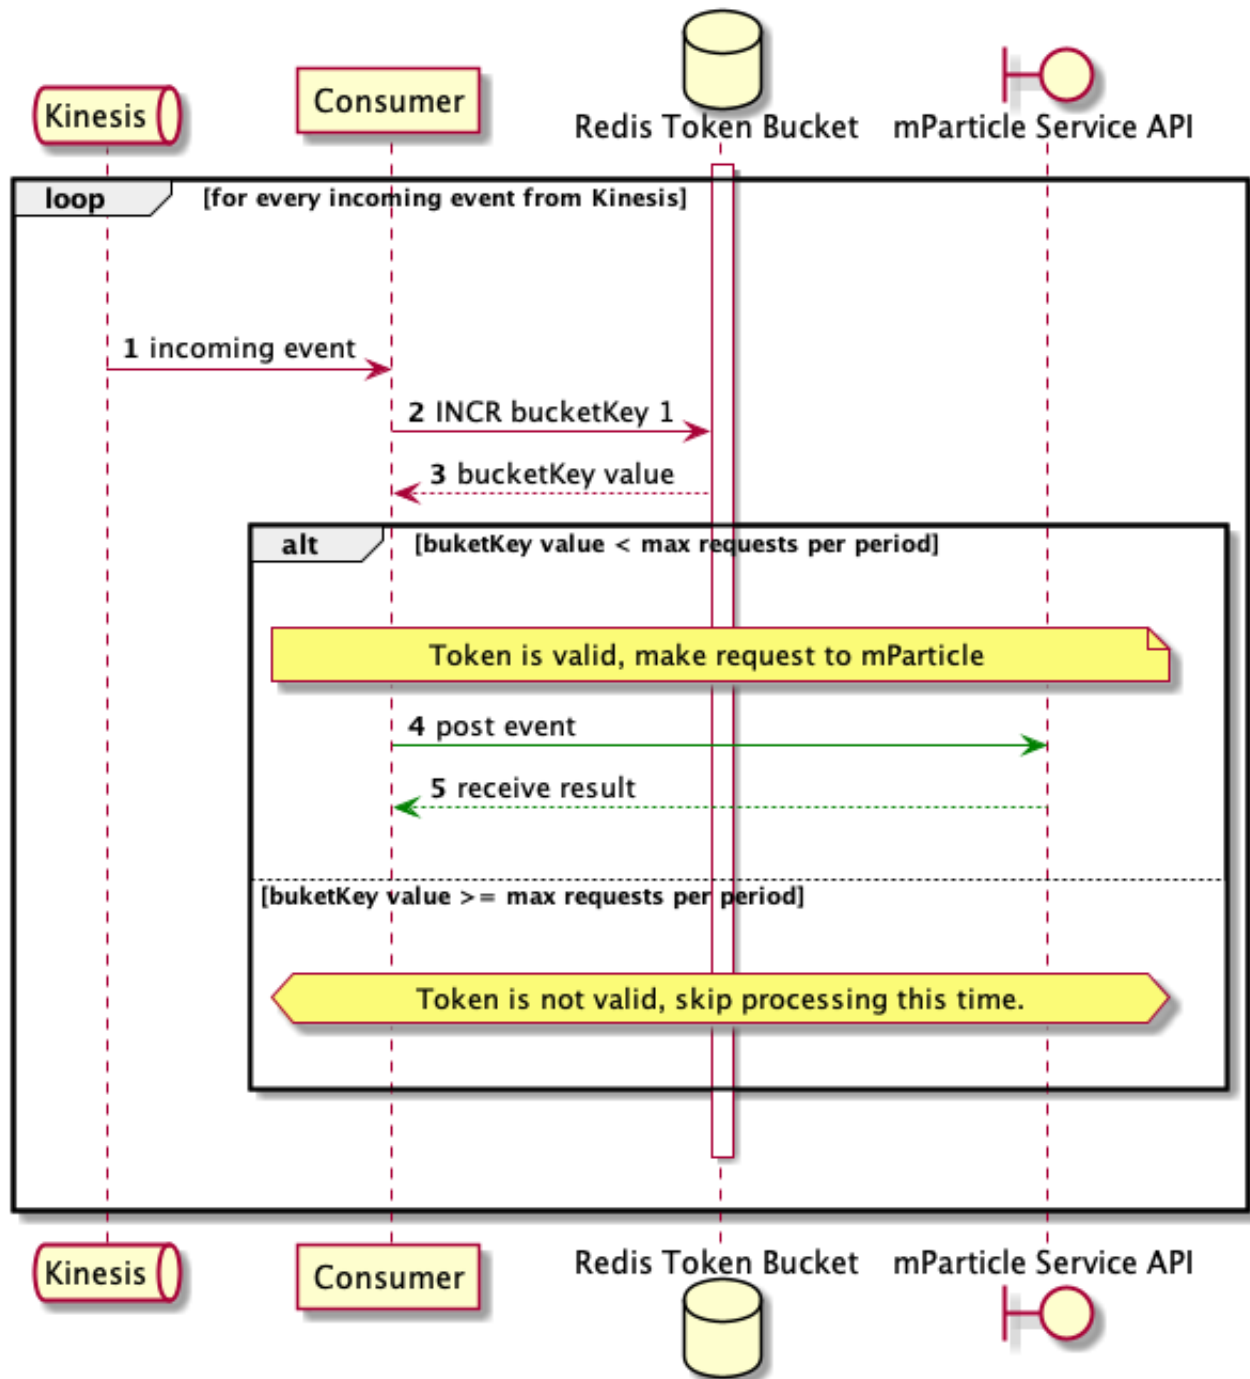 Kinesis
Consumer
Redis Token Bucket
mParticle Service API
loop
[for every incoming event from Kinesis]
1 incoming event
2 INCR bucketKey 1
3 bucketKey value
alt
[buketKey value < max requests per period]
Token is valid, make request to mParticle
4 post event
5 receive result
[buketKey value >= max requests per period]
Token is not valid, skip processing this time.
Kinesis
Consumer
Redis Token Bucket
mParticle Service API